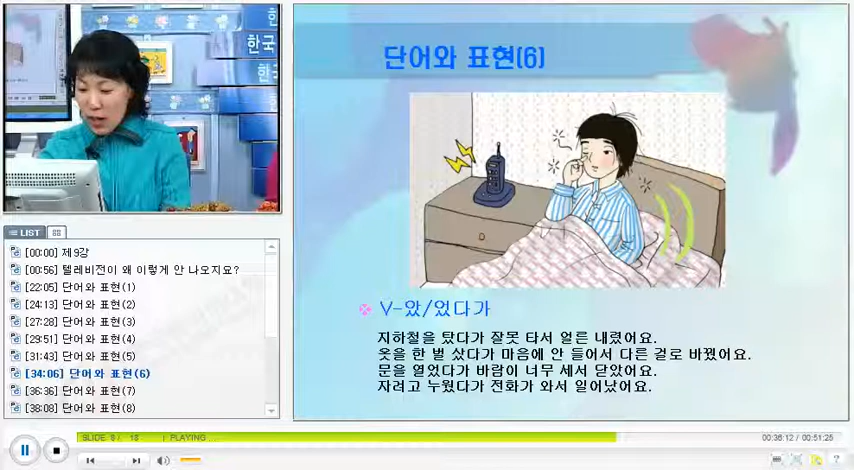 한국
한
한
단어와 표현(6)
V-았/었다가
지하철을 탔다가 잘못 타서 얼른 내렸어요.
옷을 한 벌 샀다가 마음에 안 들어서 다른 걸로 바꿨어요.
문을 열었다가 바람이 너무 세서 닫았어요.
자려고 누웠다가 전화가 와서 일어났어요.
LIST
[00:00] 제9강
[00:56] 텔레비전이 왜 이렇게 안 나오지요?
[22:05] 단어와 표현(1)
[24:13] 단어와 표현(2)
[27:28] 단어와 표현(3)
[29:51] 단어와 표현(4)
[31:43] 단어와 표현(5)
[34:06] 단어와 표현(6)
[36:36] 단어와 표현(7)
[38:08] 단어와 표현(8)
SLIDE 8 / 18 | PLAYING ...
00:36:12 / 00:51:25